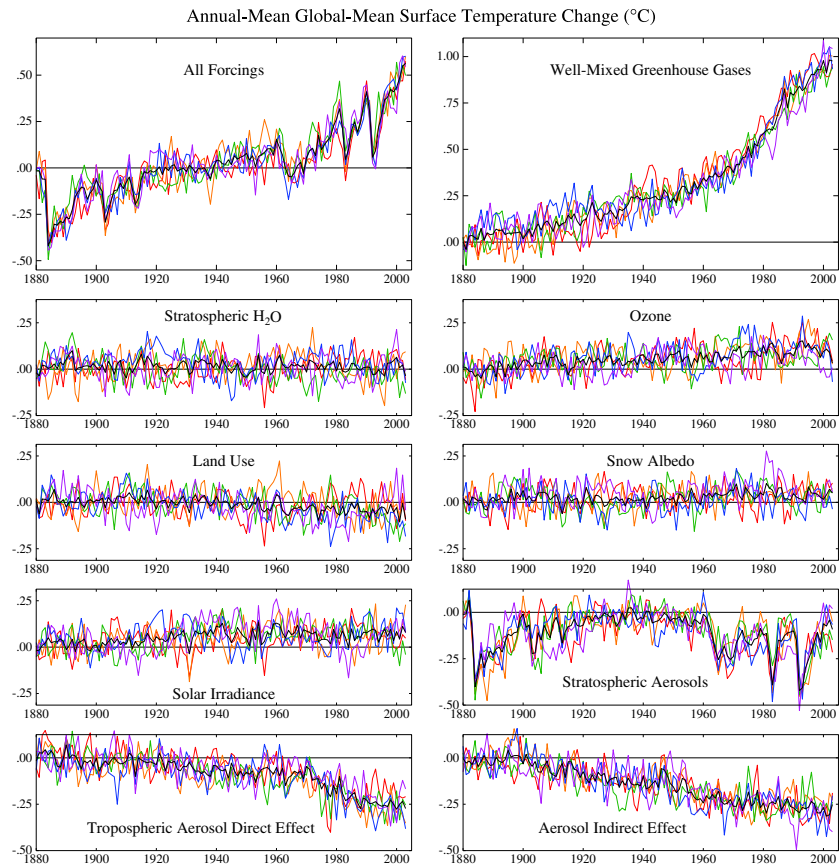 Annual-Mean Global-Mean Surface Temperature Change (°C)
All Forcings
.50
.25
.00
-.25
-.50
1880 1900 1920 1940 1960 1980 2000
Well-Mixed Greenhouse Gases
1.00
.75
.50
.25
.00
1880 1900 1920 1940 1960 1980 2000
Stratospheric H₂O
.25
.00
-.25
1880 1900 1920 1940 1960 1980 2000
Ozone
.25
.00
-.25
1880 1900 1920 1940 1960 1980 2000
Land Use
.25
.00
-.25
1880 1900 1920 1940 1960 1980 2000
Snow Albedo
.25
.00
-.25
1880 1900 1920 1940 1960 1980 2000
.25
.00
-.25
Solar Irradiance
1880 1900 1920 1940 1960 1980 2000
.00
-.25
-.50
Stratospheric Aerosols
1880 1900 1920 1940 1960 1980 2000
.00
-.25
-.50
Tropospheric Aerosol Direct Effect
1880 1900 1920 1940 1960 1980 2000
.00
-.25
-.50
Aerosol Indirect Effect
1880 1900 1920 1940 1960 1980 2000